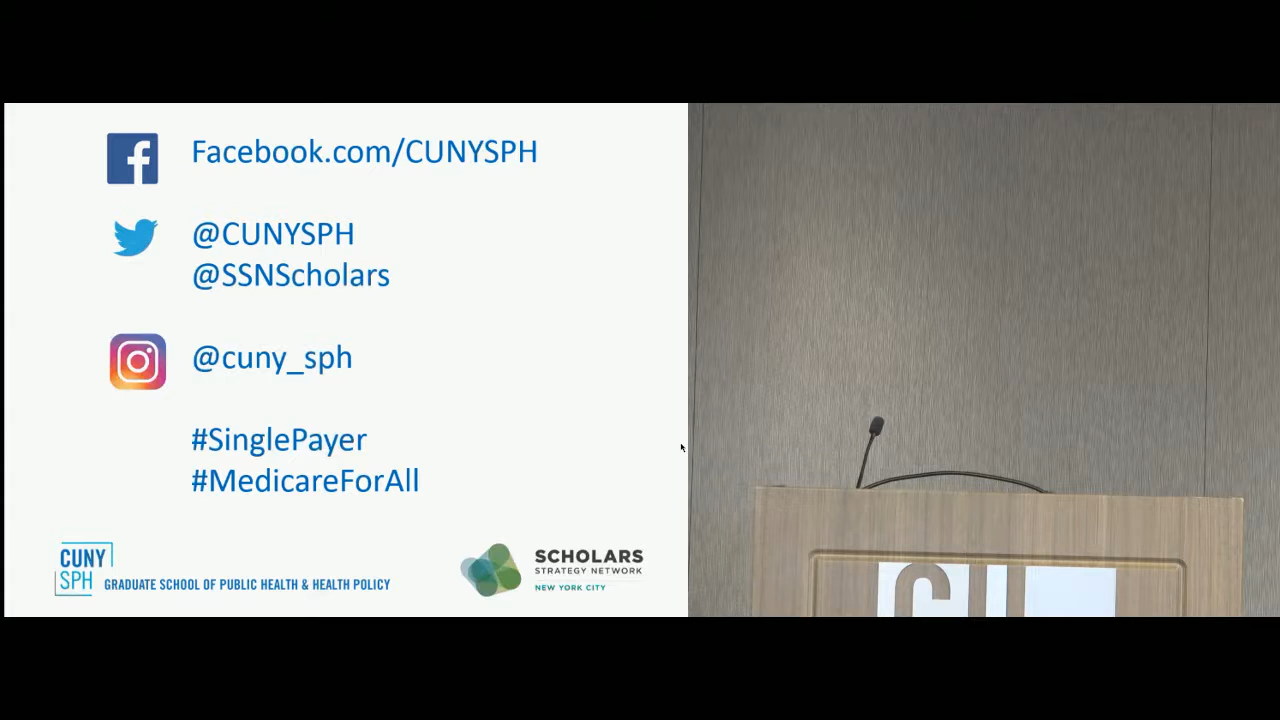 Facebook.com/CUNYSPH
@CUNYSPH
@SSNScholars
@cuny_sph
#SinglePayer
#MedicareForAll
CUNY
SPH GRADUATE SCHOOL OF PUBLIC HEALTH & HEALTH POLICY
SCHOLARS
STRATEGY NETWORK
NEW YORK CITY